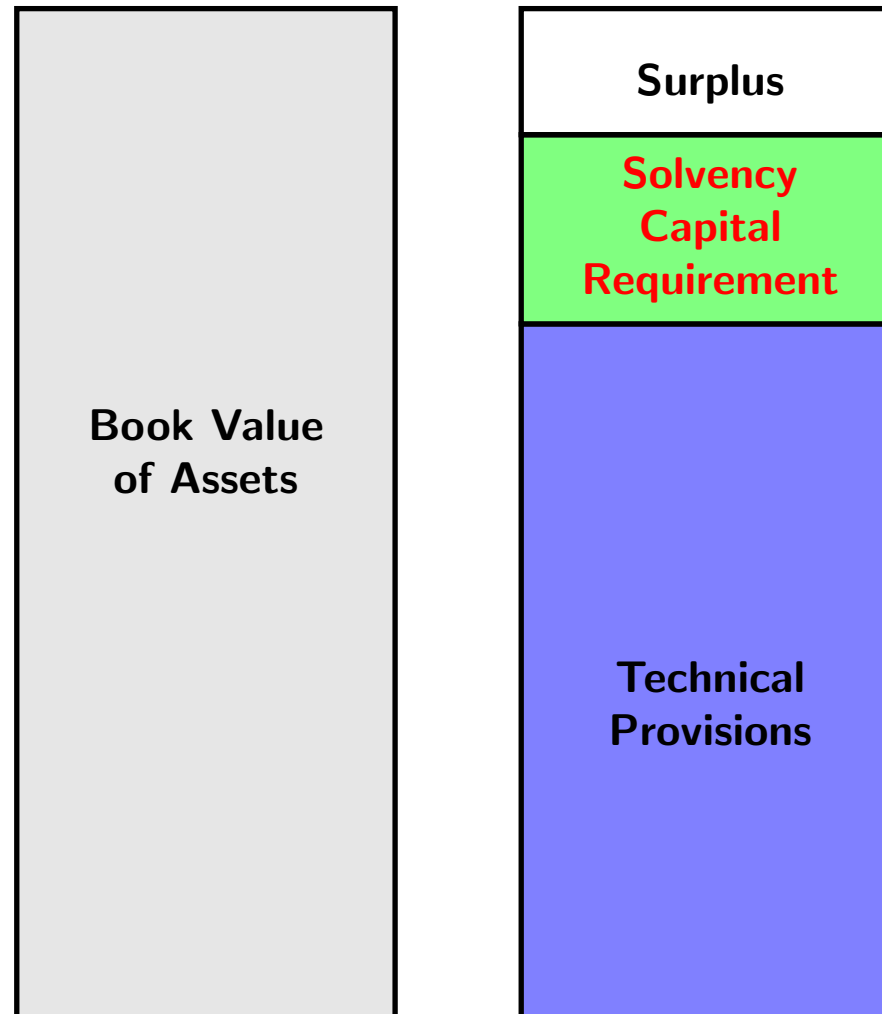 Book Value
of Assets
Surplus
Solvency
Capital
Requirement
Technical
Provisions